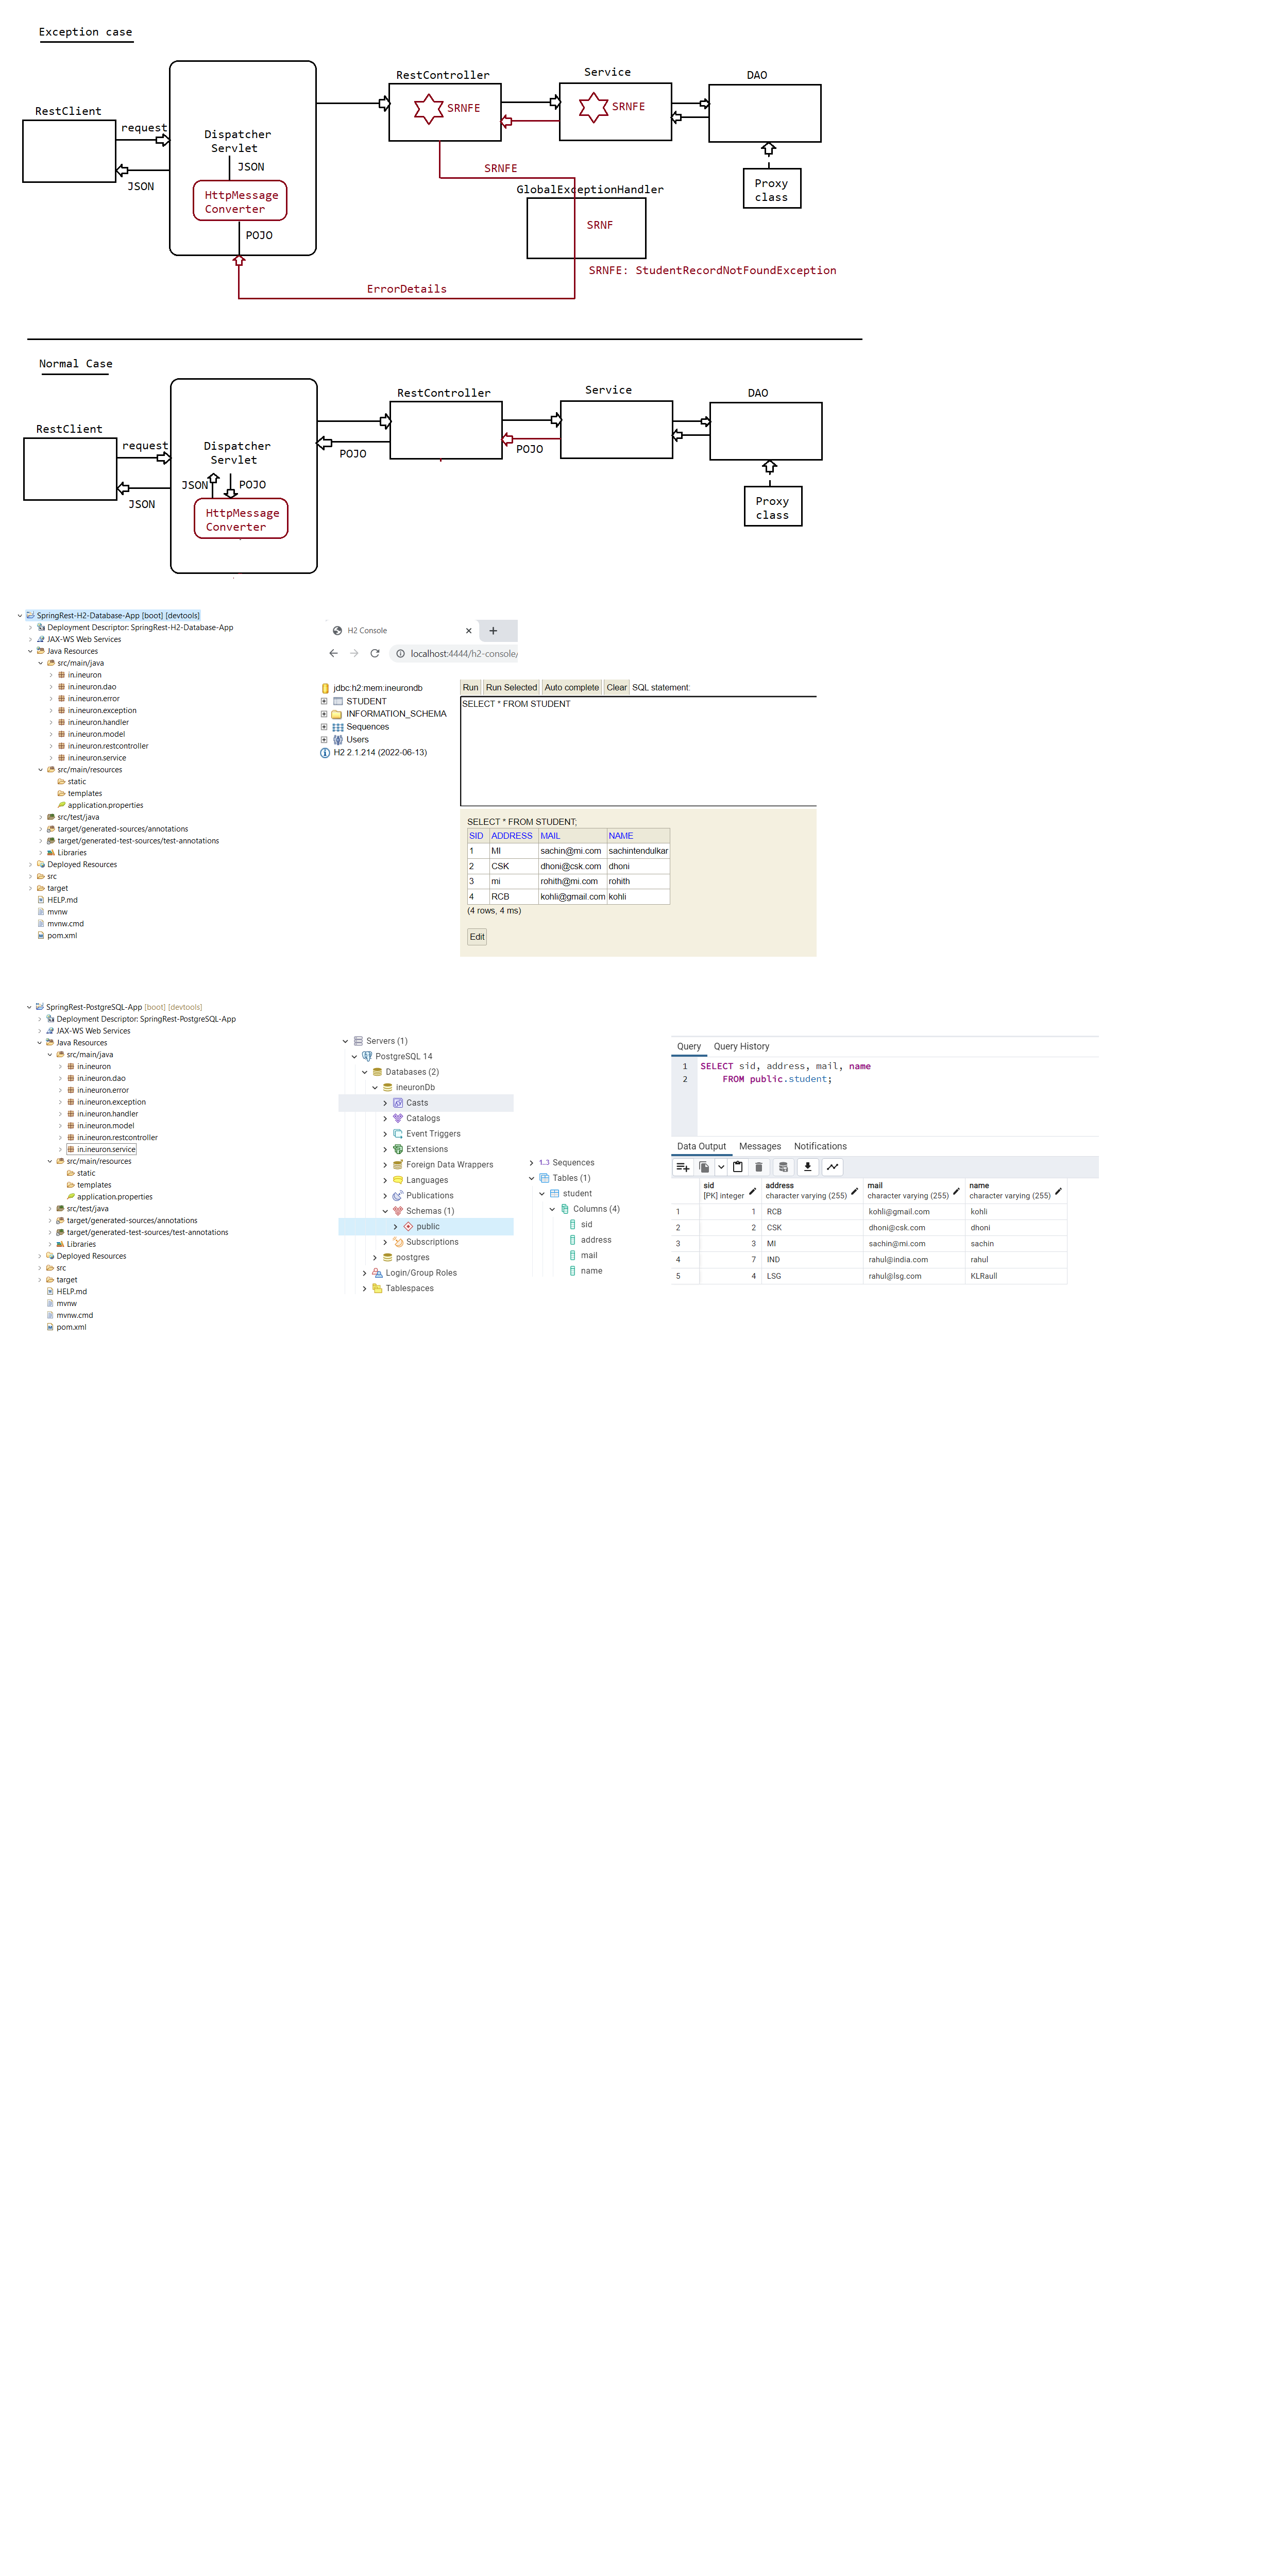 Exception case
RestController
Service
DAO
SRNFE
SRNFE
RestClient
request
Dispatcher
Servlet
JSON
JSON
HttpMessage
Converter
POJO
SRNFE
GlobalExceptionHandler
SRNF
Proxy
class
SRNFE: StudentRecordNotFoundException
ErrorDetails
Normal Case
RestController
Service
DAO
RestClient
request
Dispatcher
Servlet
POJO
POJO
JSON
POJO
JSON
HttpMessage
Converter
Proxy
class
SpringRest-H2-Database-App [boot] [devtools]
Deployment Descriptor: SpringRest-H2-Database-App
JAX-WS Web Services
Java Resources
src/main/java
in.ineuron
in.ineuron.dao
in.ineuron.error
in.ineuron.exception
in.ineuron.handler
in.ineuron.model
in.ineuron.restcontroller
in.ineuron.service
src/main/resources
static
templates
application.properties
src/test/java
target/generated-sources/annotations
target/generated-test-sources/test-annotations
Libraries
Deployed Resources
src
target
HELP.md
mvnw
mvnw.cmd
pom.xml
H2 Console
localhost:4444/h2-console/
jdbc:h2:mem:ineurondb
STUDENT
INFORMATION_SCHEMA
Sequences
Users
H2 2.1.214 (2022-06-13)
Run Run Selected Auto complete Clear SQL statement:
SELECT * FROM STUDENT
SELECT * FROM STUDENT;
SID ADDRESS MAIL NAME
1 MI sachin@mi.com sachintendulkar
2 CSK dhoni@csk.com dhoni
3 mi rohith@mi.com rohith
4 RCB kohli@gmail.com kohli
(4 rows, 4 ms)
Edit
SpringRest-PostgreSQL-App [boot] [devtools]
Deployment Descriptor: SpringRest-PostgreSQL-App
JAX-WS Web Services
Java Resources
src/main/java
in.ineuron
in.ineuron.dao
in.ineuron.error
in.ineuron.exception
in.ineuron.handler
in.ineuron.model
in.ineuron.restcontroller
in.ineuron.service
src/main/resources
static
templates
application.properties
src/test/java
target/generated-sources/annotations
target/generated-test-sources/test-annotations
Libraries
Deployed Resources
src
target
HELP.md
mvnw
mvnw.cmd
pom.xml
Servers (1)
PostgreSQL 14
Databases (2)
ineuronDb
Casts
Catalogs
Event Triggers
Extensions
Foreign Data Wrappers
Languages
Publications
Schemas (1)
public
Subscriptions
postgres
Login/Group Roles
Tablespaces
1..3 Sequences
Tables (1)
student
Columns (4)
sid
address
mail
name
Query Query History
1 SELECT sid, address, mail, name
2 FROM public.student;
Data Output Messages Notifications
sid address mail name
[PK] integer character varying (255) character varying (255) character varying (255)
1 1 RCB kohli@gmail.com kohli
2 2 CSK dhoni@csk.com dhoni
3 3 MI sachin@mi.com sachin
4 7 IND rahul@india.com rahul
5 4 LSG rahul@lsg.com KLRaull